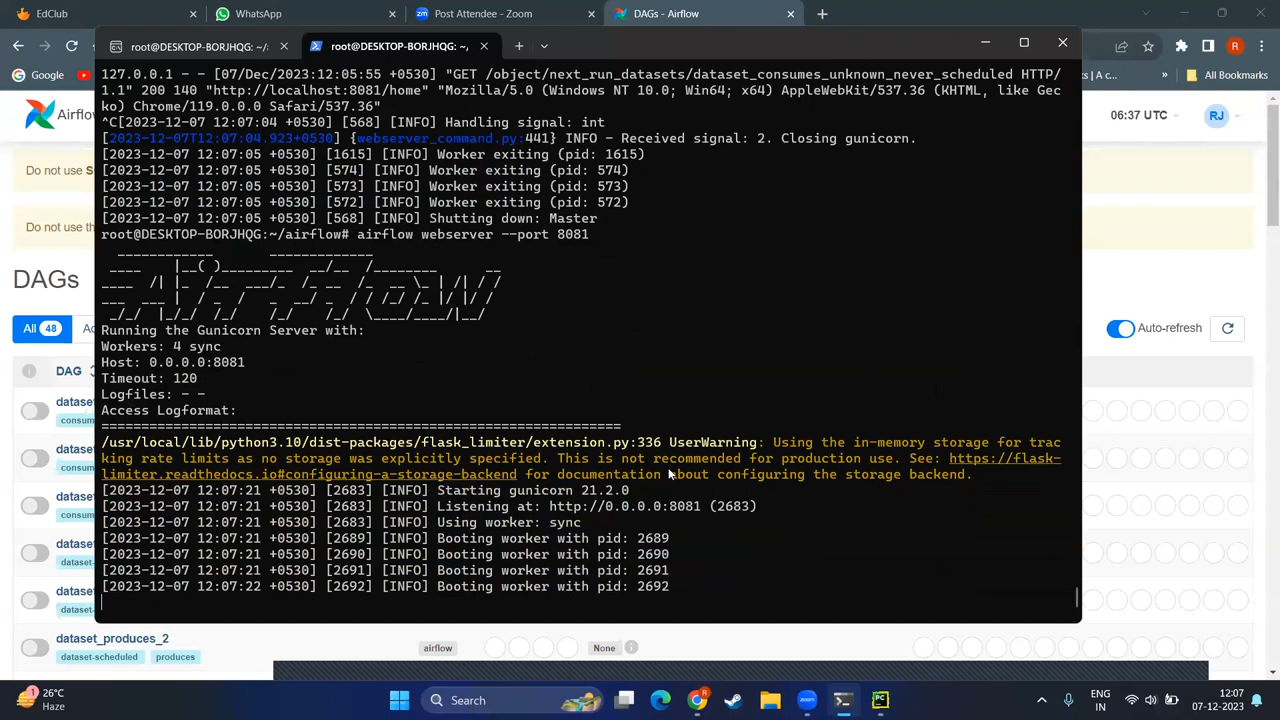 EdClub
WhatsApp
Post Attendee - Zoom
DAGs - Airflow
root@DESKTOP-BORJHQG: ~/
root@DESKTOP-BORJHQG: ~/
Google
All Bookmarks
127.0.0.1 - - [07/Dec/2023:12:05:55 +0530] "GET /object/next_run_datasets/dataset_consumes_unknown_never_scheduled HTTP/
1.1" 200 140 "http://localhost:8081/home" "Mozilla/5.0 (Windows NT 10.0; Win64; x64) AppleWebKit/537.36 (KHTML, like Gec
ko) Chrome/119.0.0.0 Safari/537.36"
^C[2023-12-07 12:07:04 +0530] [568] [INFO] Handling signal: int
[2023-12-07T12:07:04.923+0530] {webserver_command.py:441} INFO - Received signal: 2. Closing gunicorn.
[2023-12-07 12:07:05 +0530] [1615] [INFO] Worker exiting (pid: 1615)
[2023-12-07 12:07:05 +0530] [574] [INFO] Worker exiting (pid: 574)
[2023-12-07 12:07:05 +0530] [573] [INFO] Worker exiting (pid: 573)
[2023-12-07 12:07:05 +0530] [572] [INFO] Worker exiting (pid: 572)
[2023-12-07 12:07:05 +0530] [568] [INFO] Shutting down: Master
root@DESKTOP-BORJHQG:~/airflow# airflow webserver --port 8081
Running the Gunicorn Server with:
Workers: 4 sync
Host: 0.0.0.0:8081
Timeout: 120
Logfiles: - -
Access Logformat:
=================================================================
/usr/local/lib/python3.10/dist-packages/flask_limiter/extension.py:336 UserWarning: Using the in-memory storage for trac
king rate limits as no storage was explicitly specified. This is not recommended for production use. See: https://flask-
limiter.readthedocs.io#configuring-a-storage-backend for documentation about configuring the storage backend.
[2023-12-07 12:07:21 +0530] [2683] [INFO] Starting gunicorn 21.2.0
[2023-12-07 12:07:21 +0530] [2683] [INFO] Listening at: http://0.0.0.0:8081 (2683)
[2023-12-07 12:07:21 +0530] [2683] [INFO] Using worker: sync
[2023-12-07 12:07:21 +0530] [2689] [INFO] Booting worker with pid: 2689
[2023-12-07 12:07:21 +0530] [2690] [INFO] Booting worker with pid: 2690
[2023-12-07 12:07:21 +0530] [2691] [INFO] Booting worker with pid: 2691
[2023-12-07 12:07:22 +0530] [2692] [INFO] Booting worker with pid: 2692
06:37 UTC
RJ
Do not use
Do not use the
DAGs
All 48
Auto-refresh
DAG
dataset_produces_2
dataset-scheduled
produces
airflow
None
26°C
Haze
Search
ENG
IN
12:07
07-12-2023